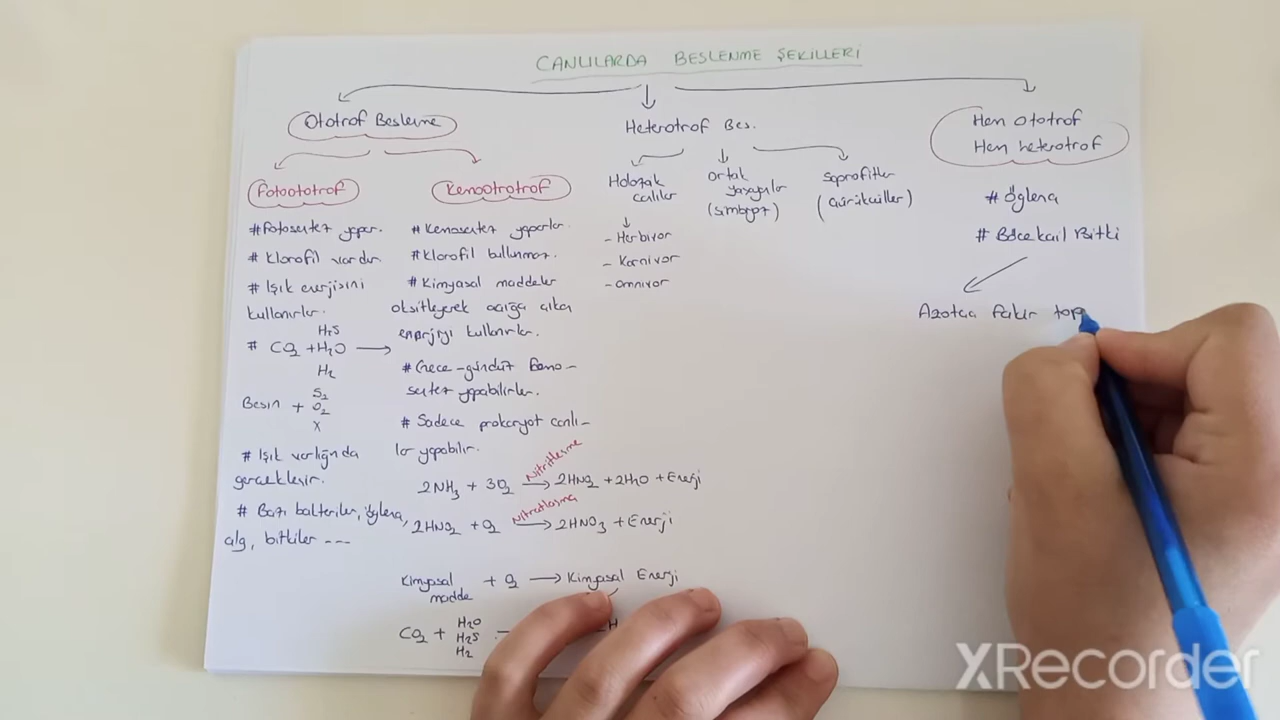 CANLILARDA BESLENME ŞEKİLLERİ
Ototrof Beslenme
Fotoototrof
#Fotosentez yapar.
# Klorofil vardır
# Işık enerjisini
kullanırlar.
H₂S
# CO₂ + H₂O →
H₂
S₂
Besin + O₂
X
# Işık varlığında
gerçekleşir.
# Bazı bakteriler, öglena,
alg, bitkiler ---
Kemoototrof
# Kemosentez yaparlar.
#Klorofil bulunmaz.
# Kimyasal maddeler
oksitleyerek açığa çıkan
enerjiyi kullanırlar.
# Gece-gündüz Kemo-
sentez yapabilirler.
# Sadece prokaryot canlı-
lar yapabilir.
Nitritleşme
2NH₃ + 3O₂ → 2HNO₂ + 2H₂O + Enerji
Nitratlaşma
2HNO₂ + O₂ → 2HNO₃ + Enerji
Kimyasal + O₂ → Kimyasal Enerji
madde
H₂O
CO₂ + H₂S
H₂
Heterotrof Bes.
Holozoik
canlılar
- Herbivor
- Karnivor
- Omnivor
Ortak
yaşayanlar
(simbiyoz)
Saprofitler
(Çürükçüller)
Hem Ototrof
Hem heterotrof
# Öglena
# Böcekçil Bitki
Azotça fakir top
XRecorder